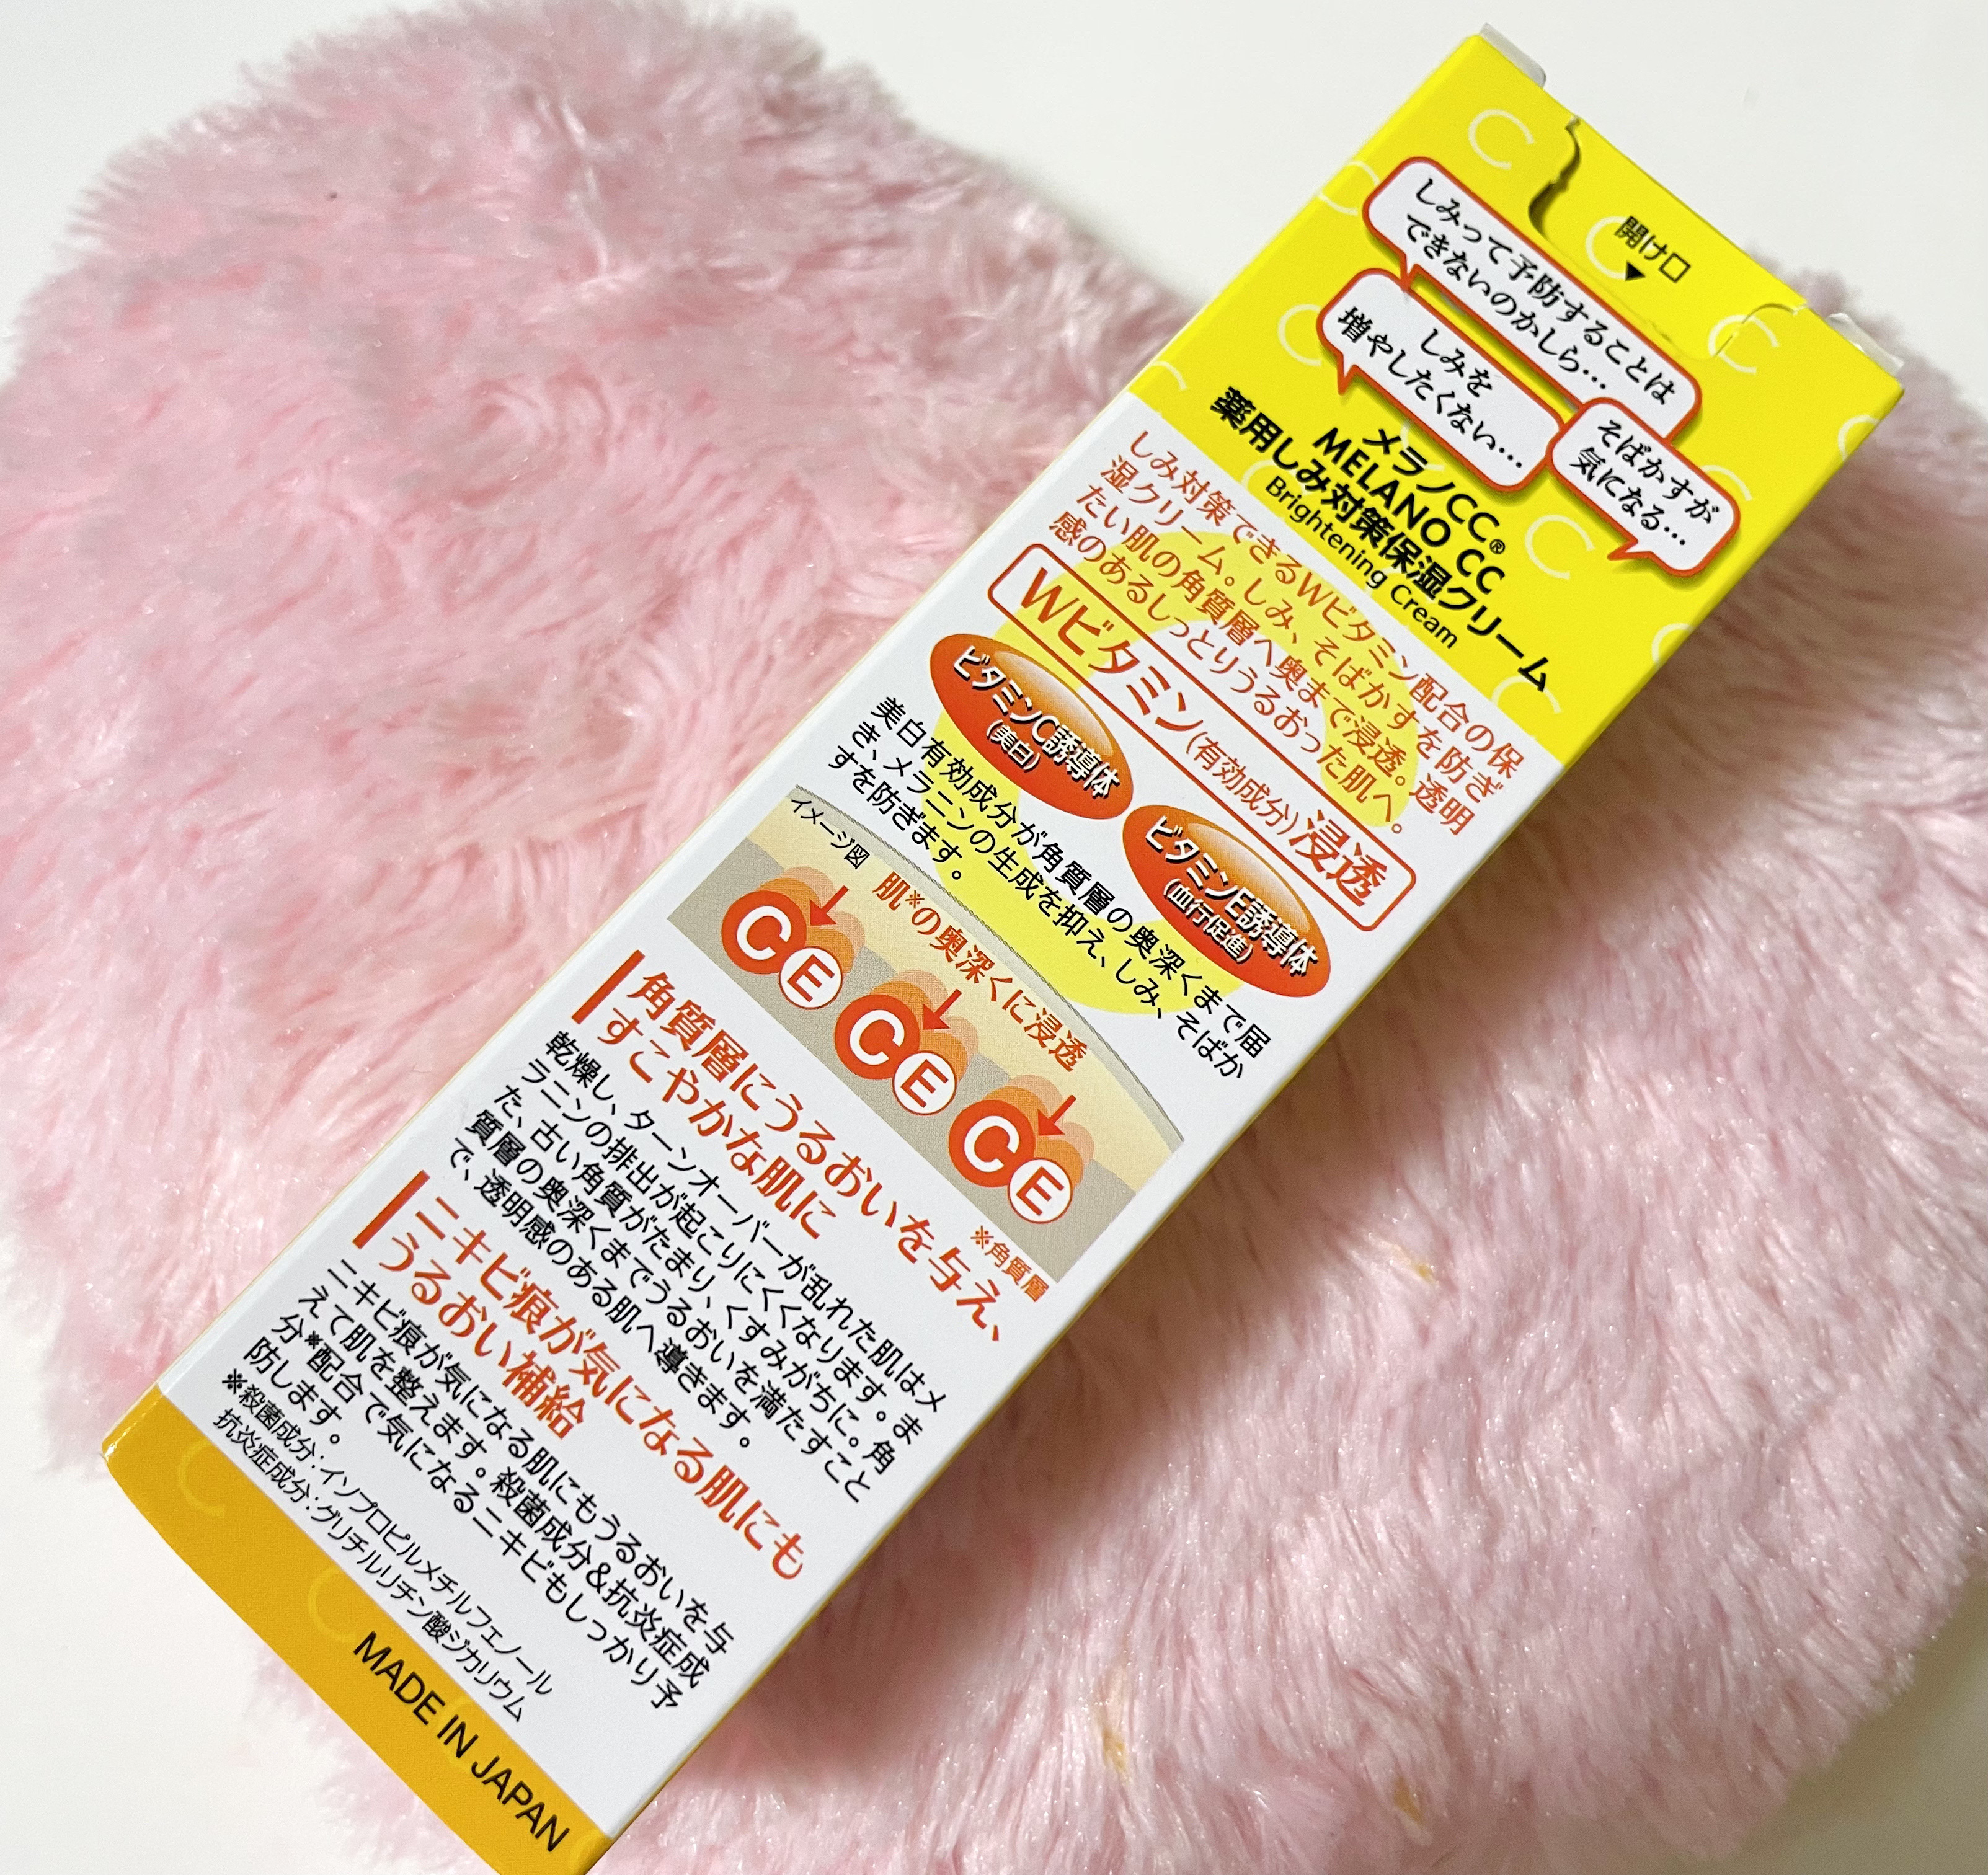 開け口
▼
しみって予防することは
できないのかしら…
しみを
増やしたくない…
そばかすが
気になる…
メラノCC®
MELANO CC
薬用しみ対策保湿クリーム
Brightening Cream
しみ対策できるWビタミン配合の保
湿クリーム。しみ、そばかすを防ぎ
たい肌の角質層へ奥まで浸透。透明
感のあるしっとりうるおった肌へ。
Wビタミン(有効成分)浸透
ビタミンC誘導体
(美白)
ビタミンE誘導体
(血行促進)
美白有効成分が角質層の奥深くまで届
き、メラニンの生成を抑え、しみ、そばか
すを防ぎます。
イメージ図
肌※の奥深くに浸透
C E
C E
C E
※角質層
角質層にうるおいを与え、
すこやかな肌に
乾燥し、ターンオーバーが乱れた肌はメ
ラニンの排出が起こりにくくなります。ま
た、古い角質がたまり、くすみがちに。角
質層の奥深くまでうるおいを満たすこと
で、透明感のある肌へ導きます。
ニキビ痕が気になる肌にも
うるおい補給
ニキビ痕が気になる肌にもうるおいを与
えて肌を整えます。殺菌成分&抗炎症成
分※配合で気になるニキビもしっかり予
防します。
※殺菌成分:イソプロピルメチルフェノール
抗炎症成分:グリチルリチン酸ジカリウム
MADE IN JAPAN